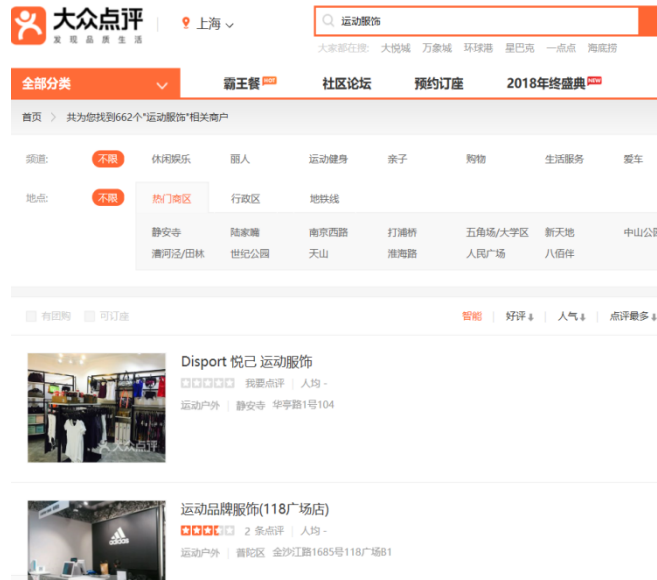 大众点评
发现品质生活
上海
运动服饰
大家都在搜: 大悦城 万象城 环球港 星巴克 一点点 海底捞
全部分类 霸王餐 HOT 社区论坛 预约订座 2018年终盛典 NEW
首页 > 共为您找到662个"运动服饰"相关商户
频道: 不限 休闲娱乐 丽人 运动健身 亲子 购物 生活服务 爱车
地点: 不限 热门商区 行政区 地铁线
静安寺 陆家嘴 南京西路 打浦桥 五角场/大学区 新天地 中山公园
漕河泾/田林 世纪公园 天山 淮海路 人民广场 八佰伴
有团购 可订座 智能 好评 人气 点评最多
Disport 悦己 运动服饰
我要点评 人均 -
运动户外 静安寺 华亭路1号104
大众点评
运动品牌服饰(118广场店)
2 条点评 人均 -
运动户外 普陀区 金沙江路1685号118广场B1
adidas